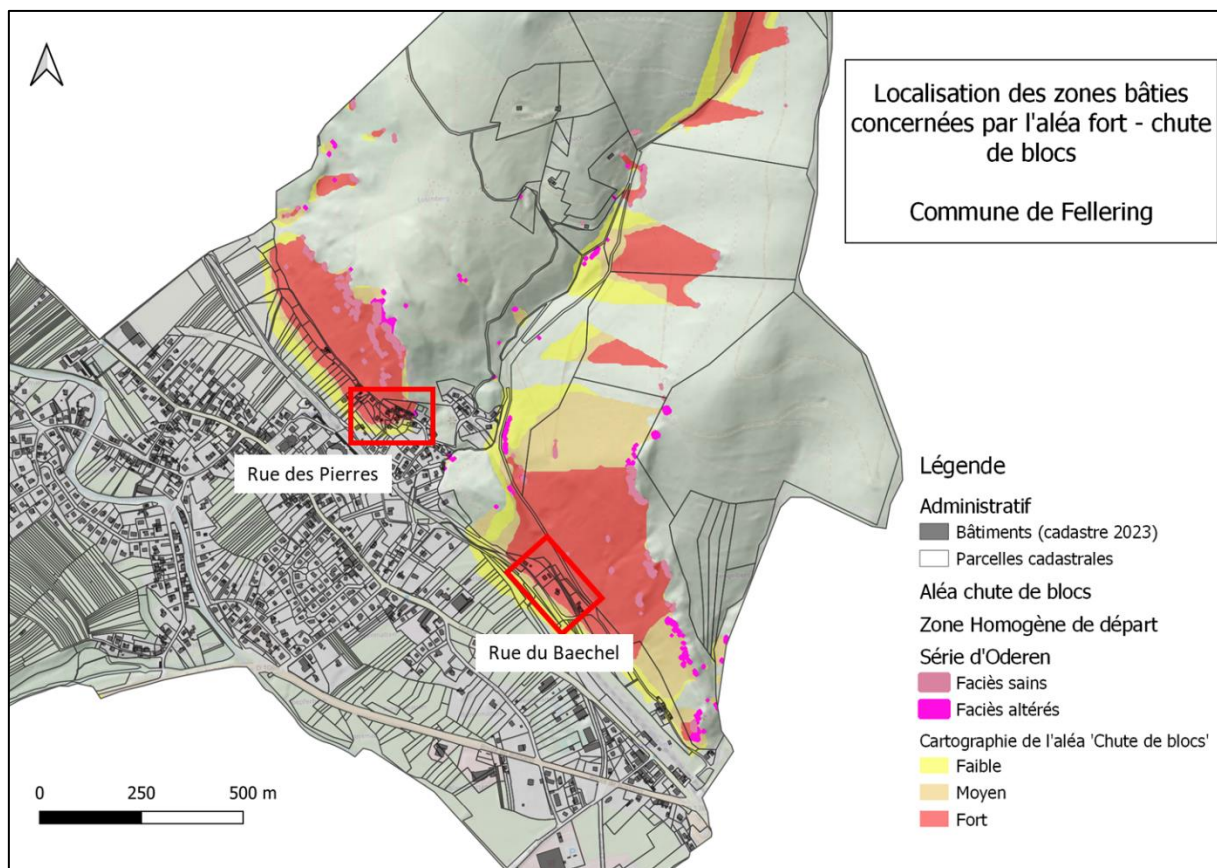 Localisation des zones bâties
concernées par l'aléa fort - chute
de blocs
Commune de Fellering
Rue des Pierres
Rue du Baechel
Légende
Administratif
Bâtiments (cadastre 2023)
Parcelles cadastrales
Aléa chute de blocs
Zone Homogène de départ
Série d'Oderen
Faciès sains
Faciès altérés
Cartographie de l'aléa 'Chute de blocs'
Faible
Moyen
Fort
0 250 500 m